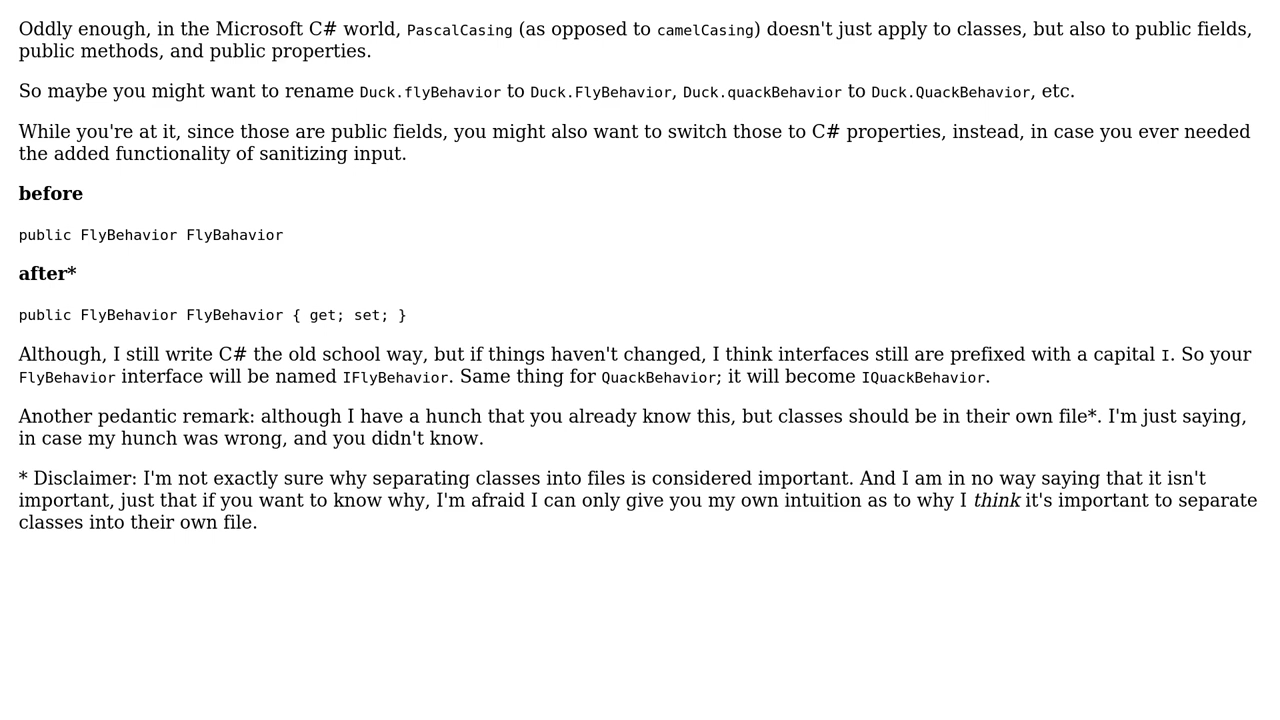 Oddly enough, in the Microsoft C# world, PascalCasing (as opposed to camelCasing) doesn't just apply to classes, but also to public fields,
public methods, and public properties.
So maybe you might want to rename Duck.flyBehavior to Duck.FlyBehavior, Duck.quackBehavior to Duck.QuackBehavior, etc.
While you're at it, since those are public fields, you might also want to switch those to C# properties, instead, in case you ever needed
the added functionality of sanitizing input.
before
public FlyBehavior FlyBahavior
after*
public FlyBehavior FlyBehavior { get; set; }
Although, I still write C# the old school way, but if things haven't changed, I think interfaces still are prefixed with a capital I. So your
FlyBehavior interface will be named IFlyBehavior. Same thing for QuackBehavior; it will become IQuackBehavior.
Another pedantic remark: although I have a hunch that you already know this, but classes should be in their own file*. I'm just saying,
in case my hunch was wrong, and you didn't know.
* Disclaimer: I'm not exactly sure why separating classes into files is considered important. And I am in no way saying that it isn't
important, just that if you want to know why, I'm afraid I can only give you my own intuition as to why I think it's important to separate
classes into their own file.